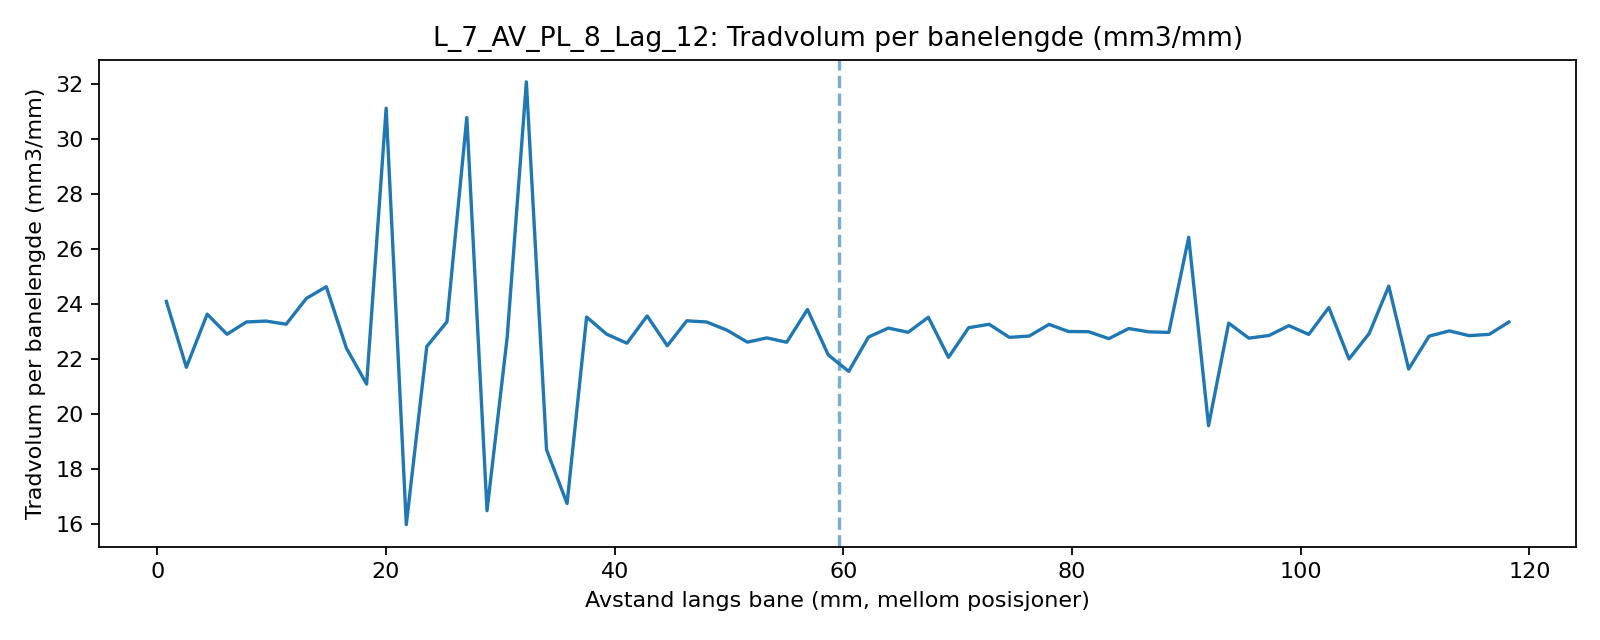 L_7_AV_PL_8_Lag_12: Tradvolum per banelengde (mm3/mm)
Tradvolum per banelengde (mm3/mm)
32
30
28
26
24
22
20
18
16
0 20 40 60 80 100 120
Avstand langs bane (mm, mellom posisjoner)